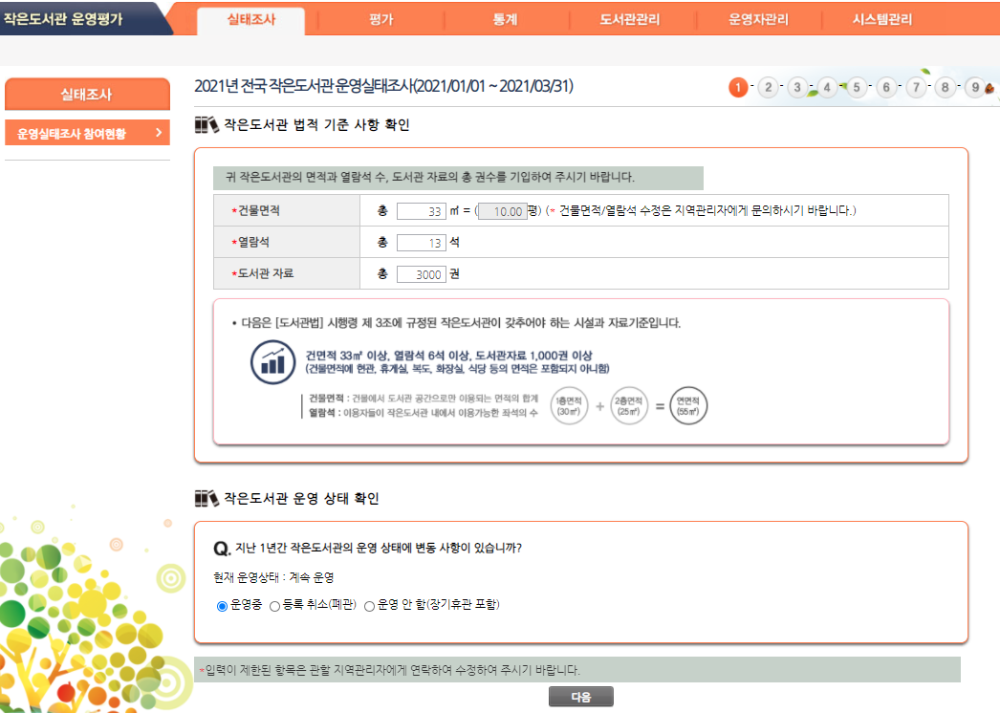 작은도서관 운영평가
실태조사 평가 통계 도서관관리 운영자관리 시스템관리
실태조사
운영실태조사 참여현황
2021년 전국 작은도서관 운영실태조사(2021/01/01 ~ 2021/03/31)
1 - 2 - 3 - 4 - 5 - 6 - 7 - 8 - 9
작은도서관 법적 기준 사항 확인
귀 작은도서관의 면적과 열람석 수, 도서관 자료의 총 권수를 기입하여 주시기 바랍니다.
*건물면적 총 33 ㎡ = ( 10.00 평) (* 건물면적/열람석 수정은 지역관리자에게 문의하시기 바랍니다.)
*열람석 총 13 석
*도서관 자료 총 3000 권
• 다음은 [도서관법] 시행령 제 3조에 규정된 작은도서관이 갖추어야 하는 시설과 자료기준입니다.
건면적 33㎡ 이상, 열람석 6석 이상, 도서관자료 1,000권 이상
(건물면적에 현관, 휴게실, 복도, 화장실, 식당 등의 면적은 포함되지 아니함)
건물면적 : 건물에서 도서관 공간으로만 이용되는 면적의 합계
열람석 : 이용자들이 작은도서관 내에서 이용가능한 좌석의 수
1층면적 (30㎡) + 2층면적 (25㎡) = 연면적 (55㎡)
작은도서관 운영 상태 확인
Q. 지난 1년간 작은도서관의 운영 상태에 변동 사항이 있습니까?
현재 운영상태 : 계속 운영
운영중 등록 취소(폐관) 운영 안 함(장기휴관 포함)
*입력이 제한된 항목은 관할 지역관리자에게 연락하여 수정하여 주시기 바랍니다.
다음